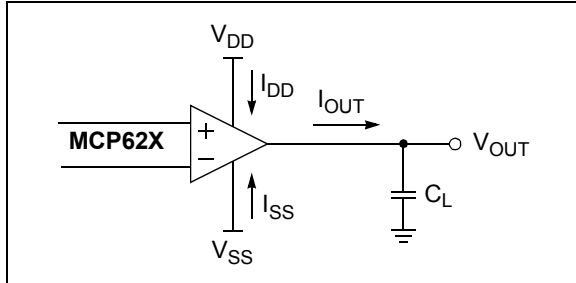 V_DD
I_DD
I_OUT
MCP62X
+
−
V_OUT
I_SS
C_L
V_SS